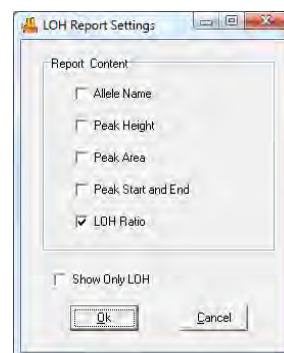 LOH Report Settings
Report Content
Allele Name
Peak Height
Peak Area
Peak Start and End
LOH Ratio
Show Only LOH
Ok
Cancel